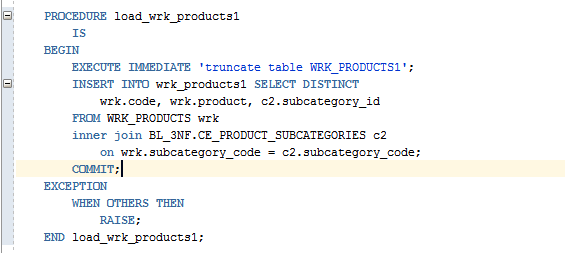 PROCEDURE load_wrk_products1
IS
BEGIN
EXECUTE IMMEDIATE 'truncate table WRK_PRODUCTS1';
INSERT INTO wrk_products1 SELECT DISTINCT
wrk.code, wrk.product, c2.subcategory_id
FROM WRK_PRODUCTS wrk
inner join BL_3NF.CE_PRODUCT_SUBCATEGORIES c2
on wrk.subcategory_code = c2.subcategory_code;
COMMIT;
EXCEPTION
WHEN OTHERS THEN
RAISE;
END load_wrk_products1;